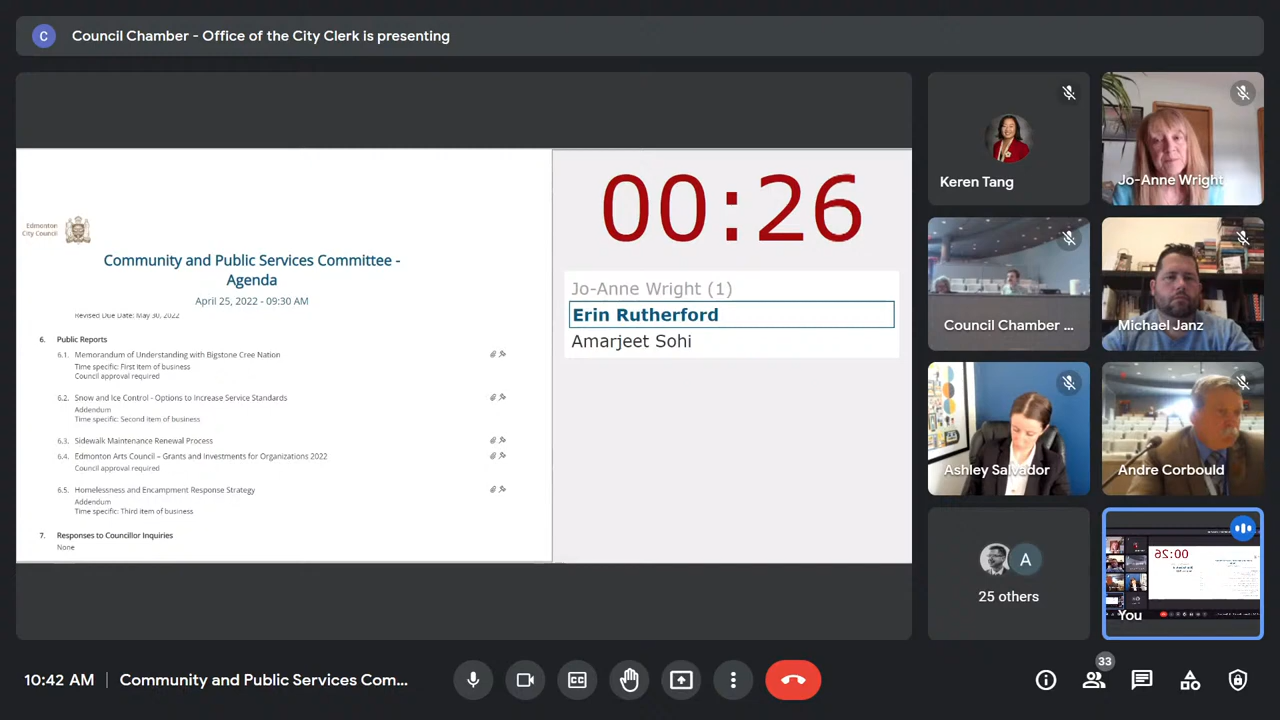 C
Council Chamber - Office of the City Clerk is presenting
Edmonton
City Council
Community and Public Services Committee -
Agenda
April 25, 2022 - 09:30 AM
Revised Due Date: May 30, 2022
6. Public Reports
6.1. Memorandum of Understanding with Bigstone Cree Nation
Time specific: First item of business
Council approval required
6.2. Snow and Ice Control - Options to Increase Service Standards
Addendum
Time specific: Second item of business
6.3. Sidewalk Maintenance Renewal Process
6.4. Edmonton Arts Council – Grants and Investments for Organizations 2022
Council approval required
6.5. Homelessness and Encampment Response Strategy
Addendum
Time specific: Third item of business
7. Responses to Councillor Inquiries
None
00:26
Jo-Anne Wright (1)
Erin Rutherford
Amarjeet Sohi
Keren Tang
Jo-Anne Wright
Council Chamber ...
Michael Janz
Ashley Salvador
Andre Corbould
A
25 others
00:26
You
10:42 AM
Community and Public Services Com...
33